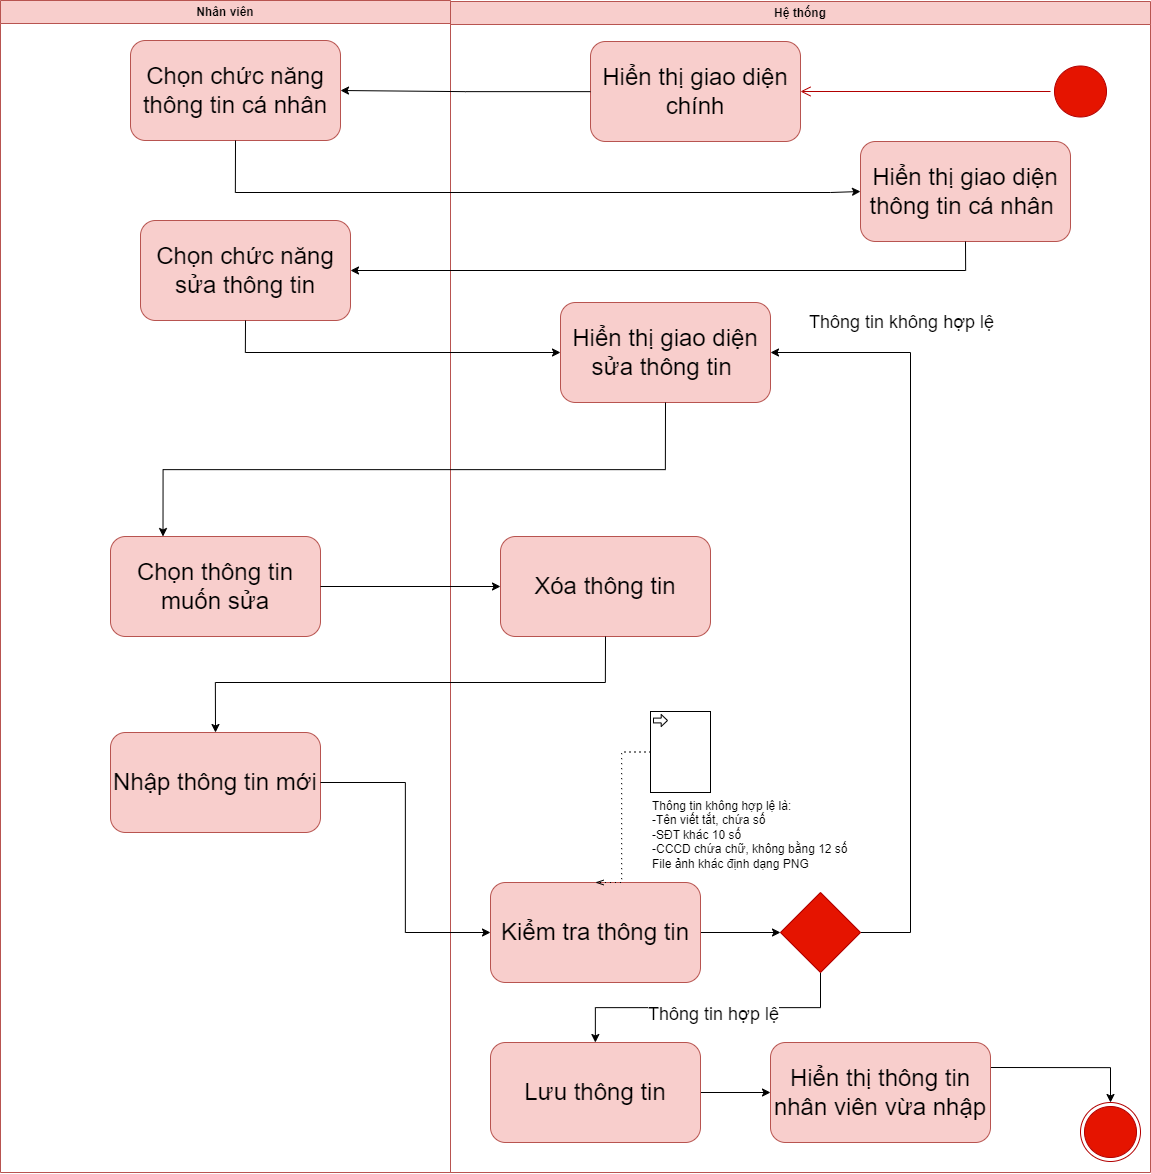 Nhân viên
Hệ thống
Chọn chức năng
thông tin cá nhân
Hiển thị giao diện
chính
Hiển thị giao diện
thông tin cá nhân
Chọn chức năng
sửa thông tin
Thông tin không hợp lệ
Hiển thị giao diện
sửa thông tin
Chọn thông tin
muốn sửa
Xóa thông tin
Nhập thông tin mới
Thông tin không hợp lệ là:
-Tên viết tắt, chứa số
-SĐT khác 10 số
-CCCD chứa chữ, không bằng 12 số
File ảnh khác định dạng PNG
Kiểm tra thông tin
Thông tin hợp lệ
Lưu thông tin
Hiển thị thông tin
nhân viên vừa nhập